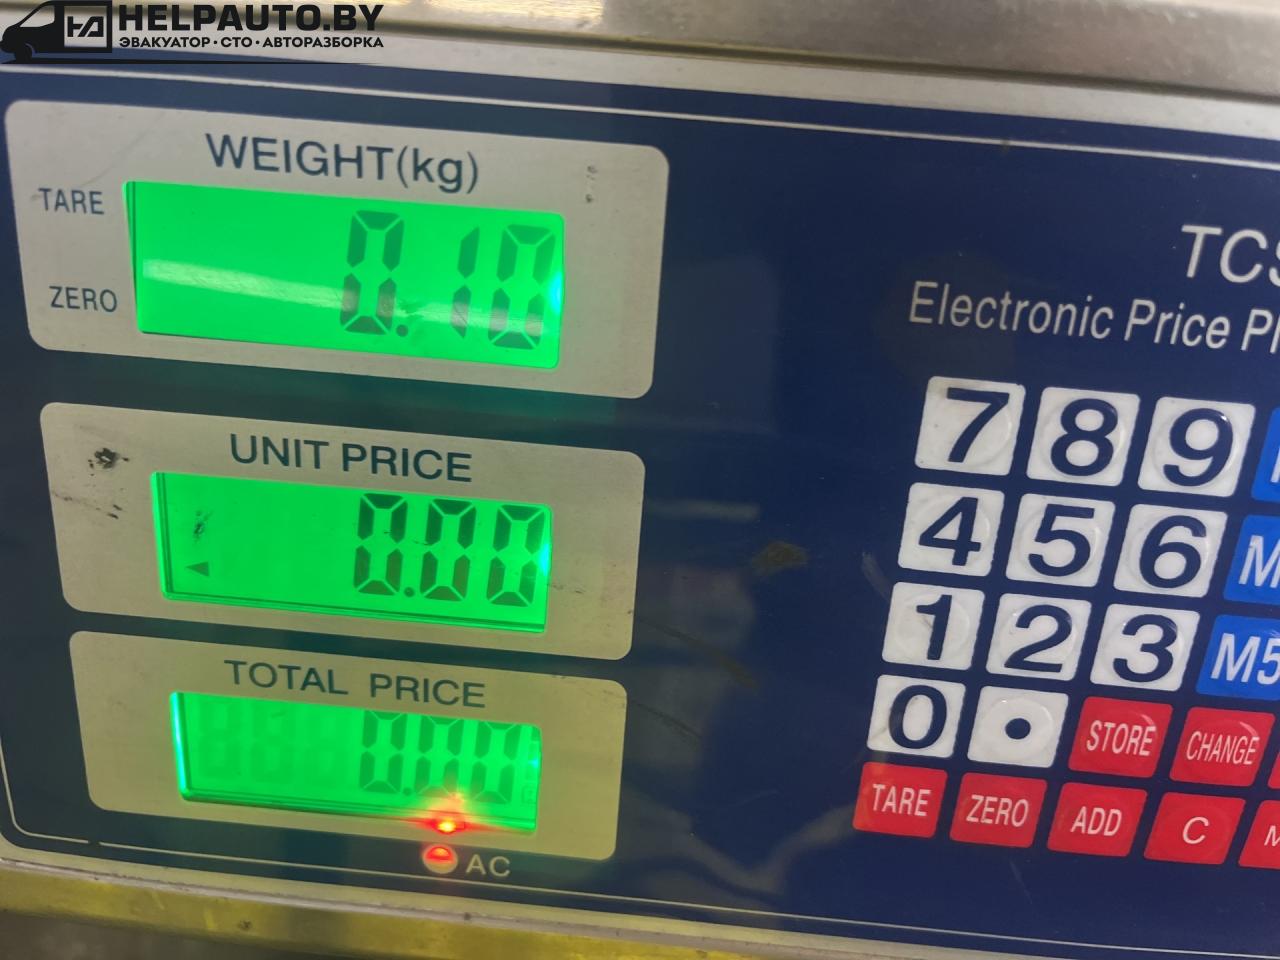 HELPAUTO.BY
ЭВАКУАТОР·СТО·АВТОРАЗБОРКА
WEIGHT(kg)
TARE
0.10
ZERO
UNIT PRICE
0.00
TOTAL PRICE
0.00
AC
TCS
Electronic Price
7 8 9
4 5 6
1 2 3 M5
0 . STORE CHANGE
TARE ZERO ADD C